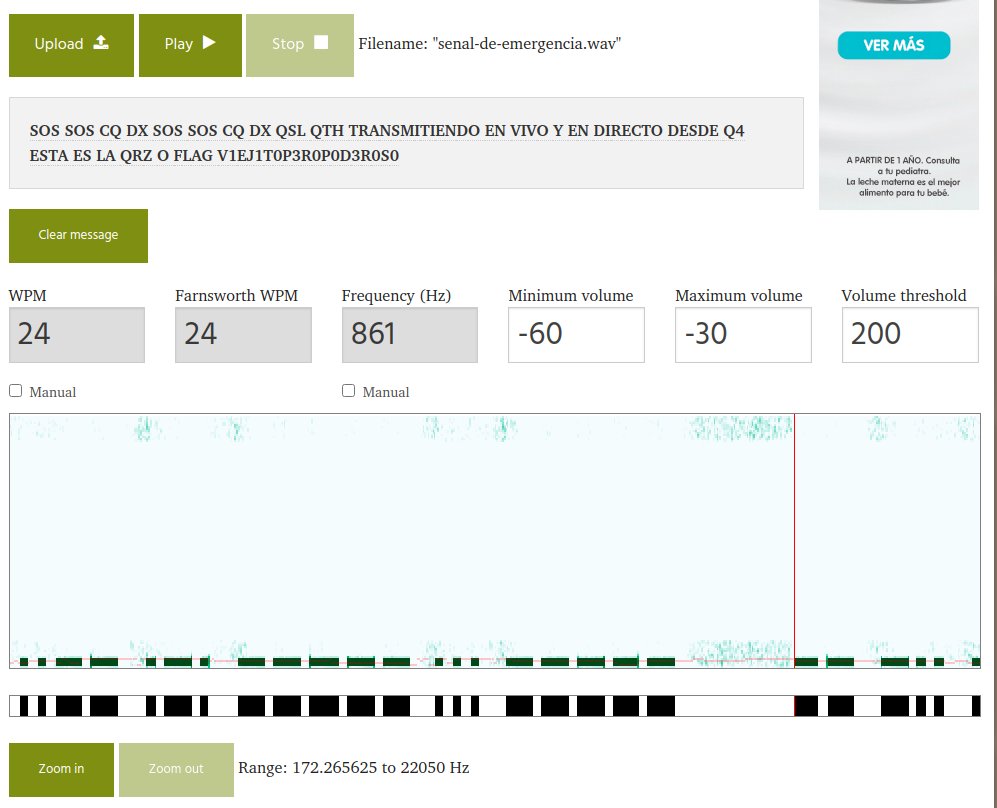 Upload Play Stop Filename: "senal-de-emergencia.wav"
VER MÁS
SOS SOS CQ DX SOS SOS CQ DX QSL QTH TRANSMITIENDO EN VIVO Y EN DIRECTO DESDE Q4
ESTA ES LA QRZ O FLAG V1EJ1T0P3R0P0D3R0S0
A PARTIR DE 1 AÑO. Consulta
a tu pediatra.
La leche materna es el mejor
alimento para tu bebé.
Clear message
WPM Farnsworth WPM Frequency (Hz) Minimum volume Maximum volume Volume threshold
24 24 861 -60 -30 200
Manual Manual
Zoom in Zoom out Range: 172.265625 to 22050 Hz